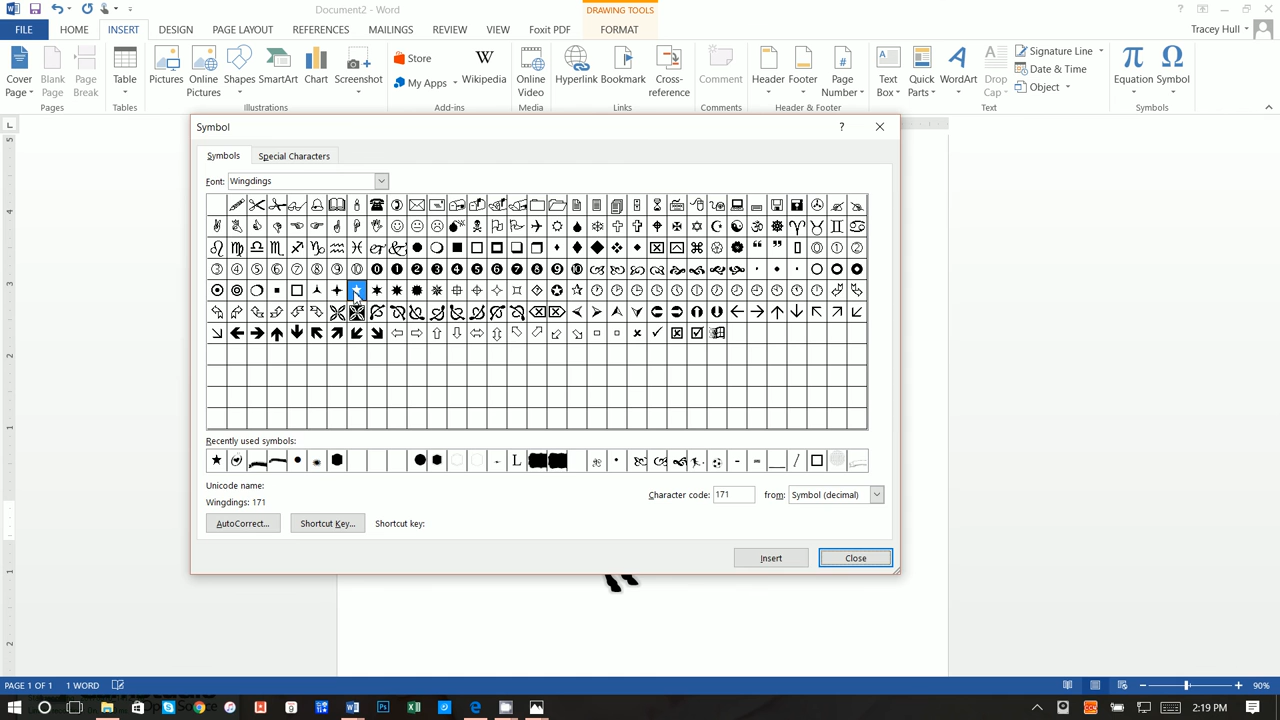 Document2 - Word
DRAWING TOOLS
FILE HOME INSERT DESIGN PAGE LAYOUT REFERENCES MAILINGS REVIEW VIEW Foxit PDF FORMAT
Tracey Hull
Cover Page
Blank Page
Page Break
Table
Pictures
Online Pictures
Shapes
SmartArt
Chart
Screenshot
Store
My Apps
Wikipedia
Online Video
Hyperlink
Bookmark
Cross-reference
Comment
Header
Footer
Page Number
Text Box
Quick Parts
WordArt
Drop Cap
Signature Line
Date & Time
Object
Equation
Symbol
Pages Tables Illustrations Add-ins Media Links Comments Header & Footer Text Symbols
Symbol
Symbols Special Characters
Font: Wingdings
Recently used symbols:
Unicode name:
Wingdings: 171
Character code: 171 from: Symbol (decimal)
AutoCorrect... Shortcut Key... Shortcut key:
Insert Close
PAGE 1 OF 1 1 WORD 90%
Open Source
2:19 PM